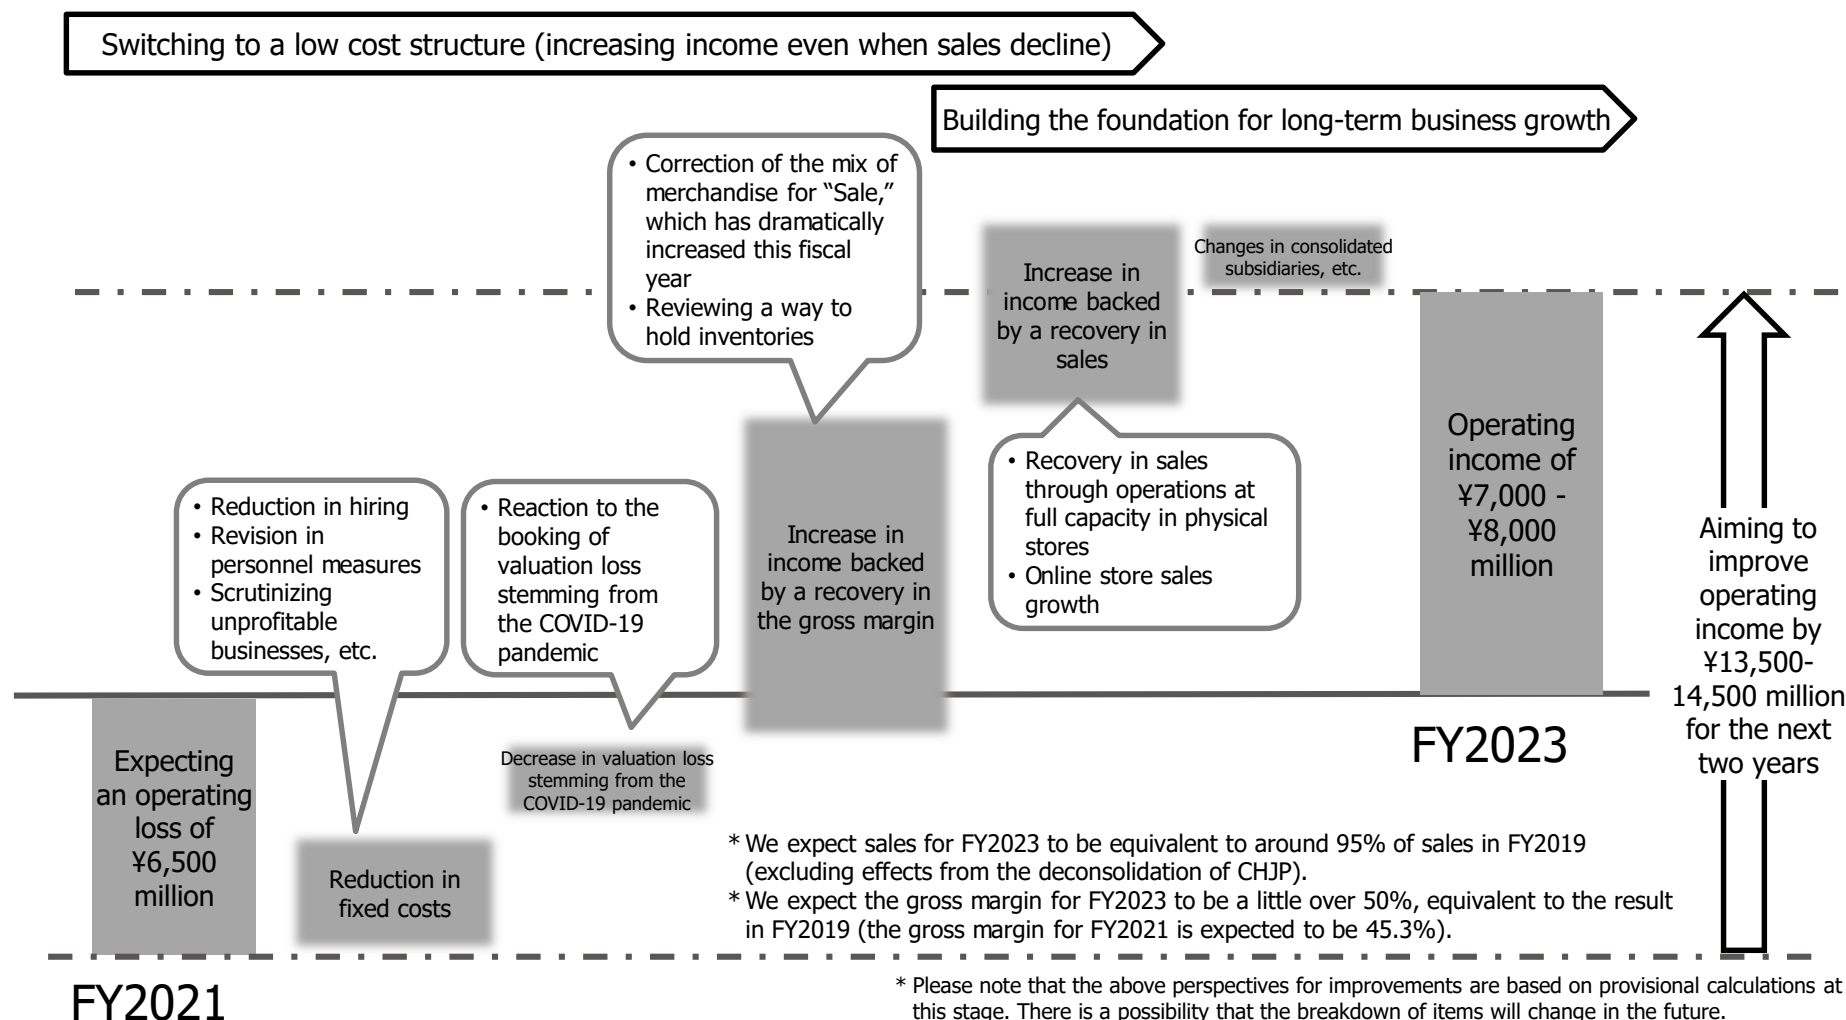 Switching to a low cost structure (increasing income even when sales decline)
Building the foundation for long-term business growth
• Correction of the mix of
merchandise for “Sale,”
which has dramatically
increased this fiscal
year
• Reviewing a way to
hold inventories
Increase in
income backed
by a recovery in
sales
Changes in consolidated
subsidiaries, etc.
• Reduction in hiring
• Revision in
personnel measures
• Scrutinizing
unprofitable
businesses, etc.
• Reaction to the
booking of
valuation loss
stemming from
the COVID-19
pandemic
Increase in
income backed
by a recovery in
the gross margin
• Recovery in sales
through operations at
full capacity in physical
stores
• Online store sales
growth
Operating
income of
¥7,000 -
¥8,000
million
Aiming to
improve
operating
income by
¥13,500-
14,500 million
for the next
two years
FY2023
Expecting
an operating
loss of
¥6,500
million
Decrease in valuation loss
stemming from the
COVID-19 pandemic
Reduction in
fixed costs
* We expect sales for FY2023 to be equivalent to around 95% of sales in FY2019
(excluding effects from the deconsolidation of CHJP).
* We expect the gross margin for FY2023 to be a little over 50%, equivalent to the result
in FY2019 (the gross margin for FY2021 is expected to be 45.3%).
FY2021
* Please note that the above perspectives for improvements are based on provisional calculations at
this stage. There is a possibility that the breakdown of items will change in the future.